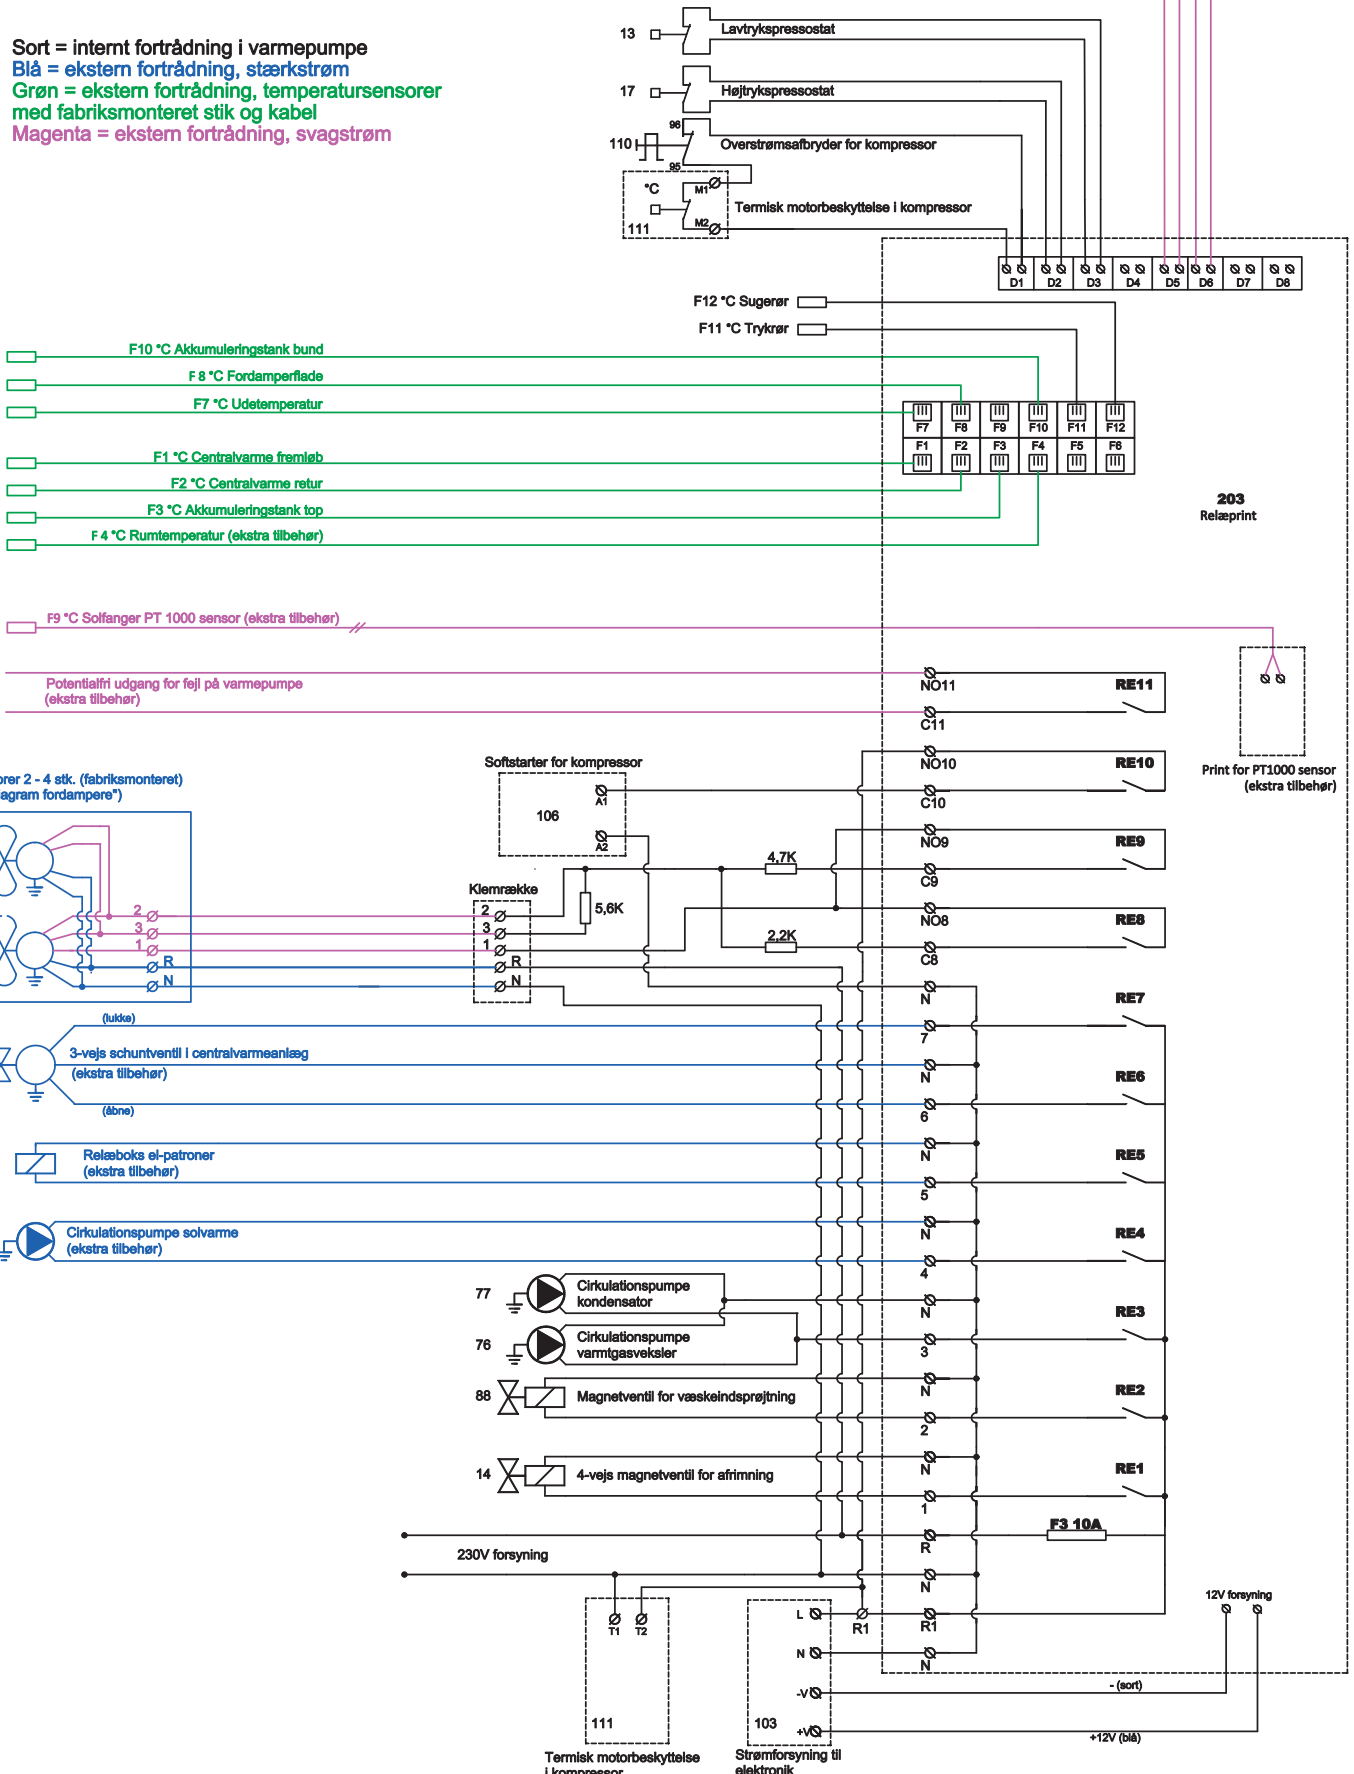 Sort = internt fortrådning i varmepumpe
Blå = ekstern fortrådning, stærkstrøm
Grøn = ekstern fortrådning, temperatursensorer
med fabriksmonteret stik og kabel
Magenta = ekstern fortrådning, svagstrøm
13
Lavtrykspressostat
17
Højtrykspressostat
96
110
Overstrømsafbryder for kompressor
95
°C
M1
Termisk motorbeskyttelse i kompressor
M2
111
D1 D2 D3 D4 D5 D6 D7 D8
F12 °C Sugerør
F11 °C Trykrør
F10 °C Akkumuleringstank bund
F 8 °C Fordamperflade
F7 °C Udetemperatur
F7 F8 F9 F10 F11 F12
F1 F2 F3 F4 F5 F6
F1 °C Centralvarme fremløb
F2 °C Centralvarme retur
F3 °C Akkumuleringstank top
F 4 °C Rumtemperatur (ekstra tilbehør)
203
Relæprint
F9 °C Solfanger PT 1000 sensor (ekstra tilbehør)
Potentialfri udgang for fejl på varmepumpe
(ekstra tilbehør)
NO11
RE11
C11
Print for PT1000 sensor
(ekstra tilbehør)
orer 2 - 4 stk. (fabriksmonteret)
agram fordampere")
Softstarter for kompressor
A1
106
A2
NO10
RE10
C10
NO9
RE9
4,7K
C9
Klemrække
2
3
1
R
N
5,6K
2
3
1
R
N
NO8
RE8
2,2K
C8
N
RE7
7
(lukke)
3-vejs schuntventil i centralvarmeanlæg
(ekstra tilbehør)
(åbne)
N
RE6
6
Relæboks el-patroner
(ekstra tilbehør)
N
RE5
5
Cirkulationspumpe solvarme
(ekstra tilbehør)
N
RE4
4
77
Cirkulationspumpe
kondensator
N
RE3
76
Cirkulationspumpe
varmtgasveksler
3
88
Magnetventil for væskeindsprøjtning
N
RE2
2
14
4-vejs magnetventil for afrimning
N
RE1
1
F3 10A
R
230V forsyning
N
12V forsyning
T1 T2
L
R1
R1
N
N
-V
- (sort)
111
103
+V
+12V (blå)
Termisk motorbeskyttelse
i kompressor
Strømforsyning til
elektronik